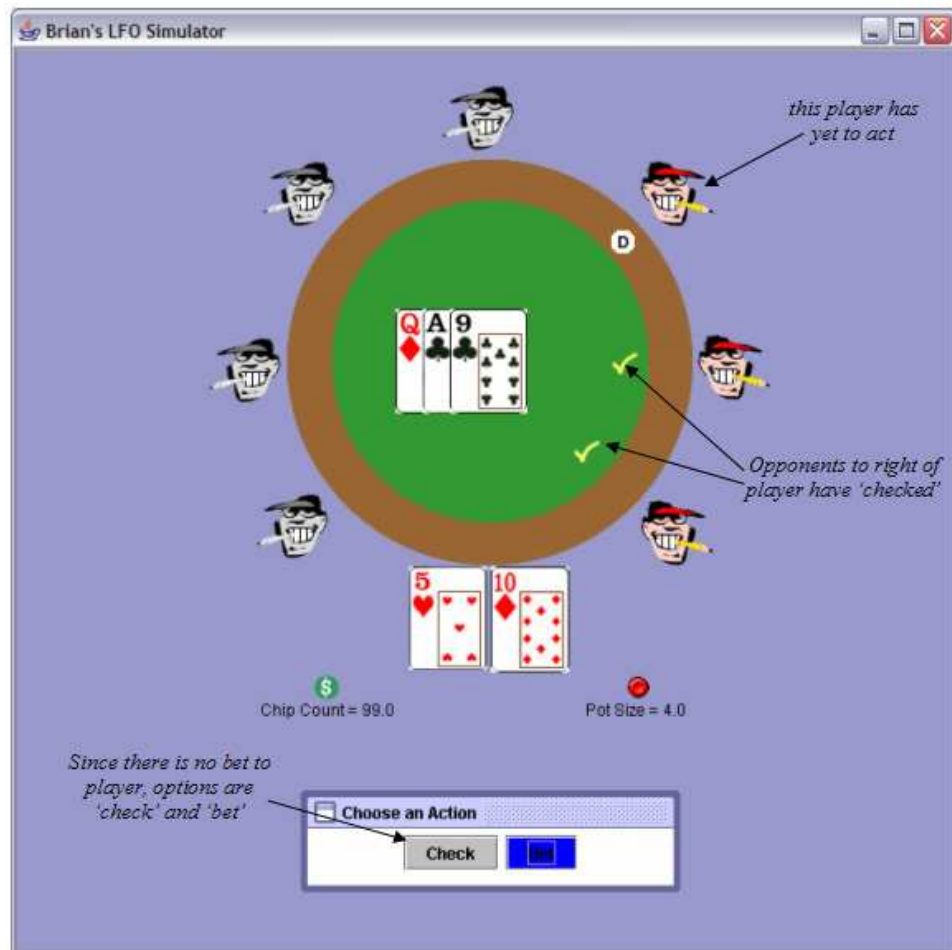 Brian's LFO Simulator
this player has
yet to act
D
Q A 9
Opponents to right of
player have ‘checked’
5 10
$
Chip Count = 99.0
Pot Size = 4.0
Since there is no bet to
player, options are
‘check’ and ‘bet’
Choose an Action
Check Bet